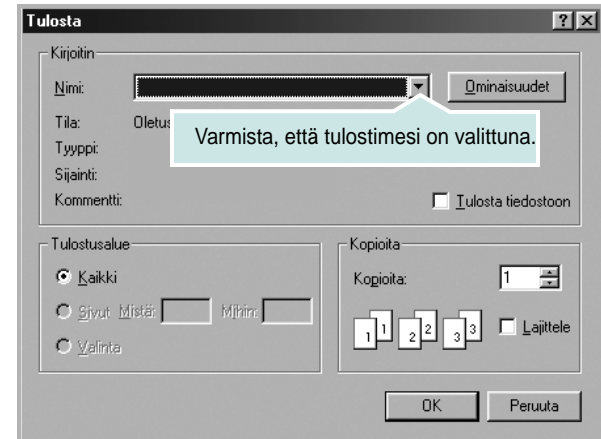 Tulosta
Kirjoitin
Nimi:
Ominaisuudet
Tila: Oletus
Varmista, että tulostimesi on valittuna.
Tyyppi:
Sijainti:
Kommentti:
Tulosta tiedostoon
Tulostusalue
Kaikki
Sivut Mistä: Mihin:
Valinta
Kopioita
Kopioita: 1
1 1 2 2 3 3
Lajittele
OK Peruuta